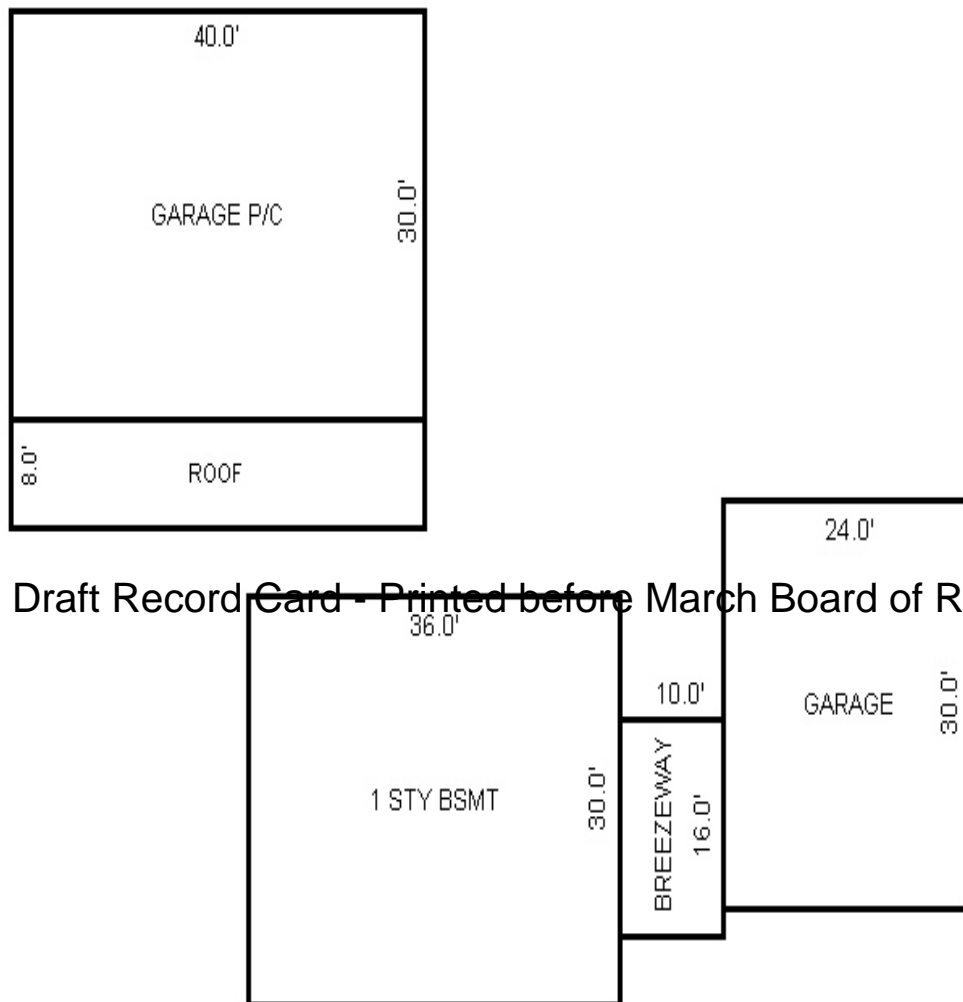 40.0'
GARAGE P/C
30.0'
8.0'
ROOF
24.0'
Draft Record Card - Printed before March Board of R
36.0'
10.0'
GARAGE
30.0'
1 STY BSMT
30.0'
BREEZEWAY
16.0'